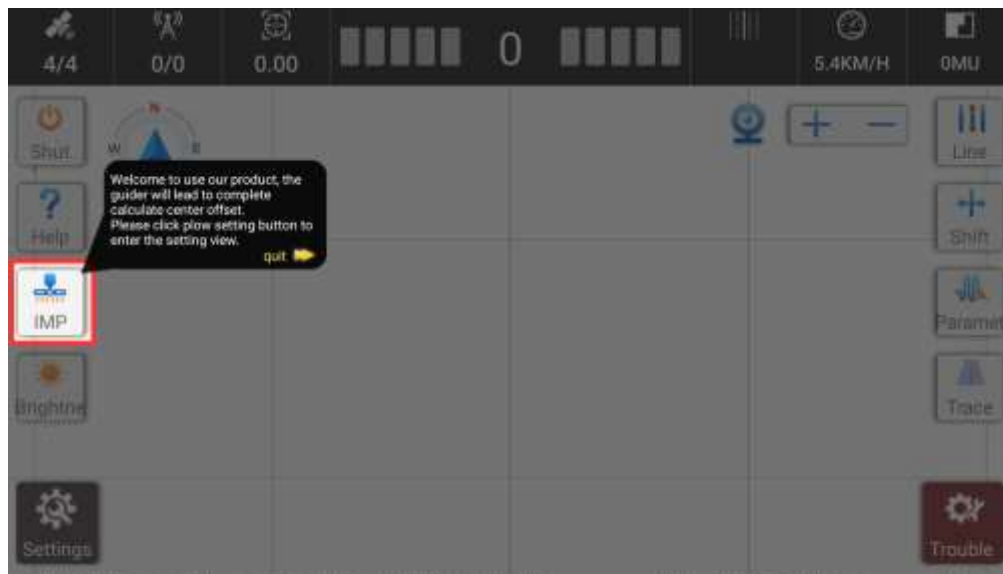 4/4
0/0
0.00
0
5.4KM/H
0MU
Shut
N
W
E
Line
Welcome to use our product, the
guider will lead to complete
calculate center offset.
Please click plow setting button to
enter the setting view.
quit
Help
Shift
IMP
Paramet
Brightne
Trace
Settings
Trouble